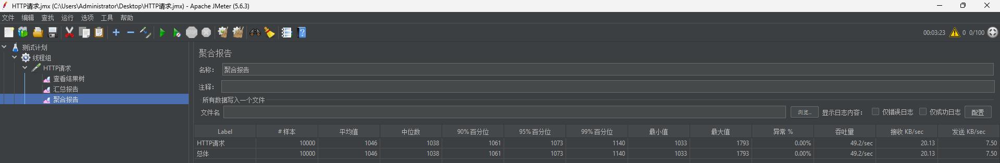 HTTP请求.jmx (C:\Users\Administrator\Desktop\HTTP请求.jmx) - Apache JMeter (5.6.3)
文件 编辑 查找 运行 选项 工具 帮助
00:03:23 0 0/100
测试计划
线程组
HTTP请求
查看结果树
汇总报告
聚合报告
聚合报告
名称： 聚合报告
注释：
所有数据写入一个文件
文件名 浏览... 显示日志内容： 仅错误日志 仅成功日志 配置
Label # 样本 平均值 中位数 90% 百分位 95% 百分位 99% 百分位 最小值 最大值 异常 % 吞吐量 接收 KB/sec 发送 KB/sec
HTTP请求 10000 1046 1038 1061 1073 1140 1033 1793 0.00% 49.2/sec 20.13 7.50
总体 10000 1046 1038 1061 1073 1140 1033 1793 0.00% 49.2/sec 20.13 7.50